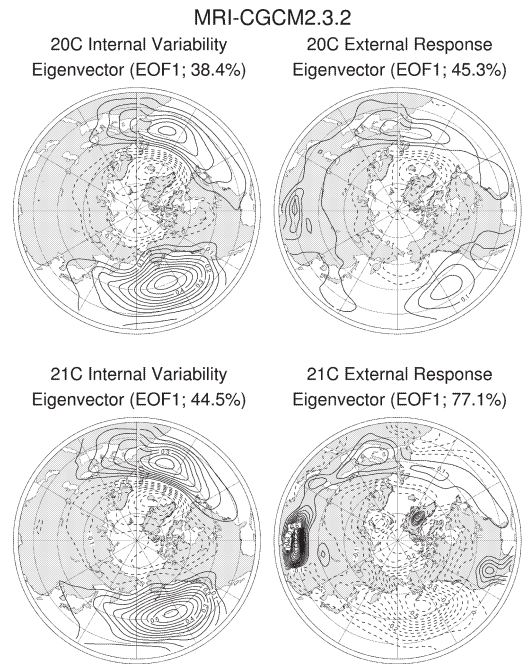 MRI-CGCM2.3.2
20C Internal Variability
Eigenvector (EOF1; 38.4%)
20C External Response
Eigenvector (EOF1; 45.3%)
21C Internal Variability
Eigenvector (EOF1; 44.5%)
21C External Response
Eigenvector (EOF1; 77.1%)